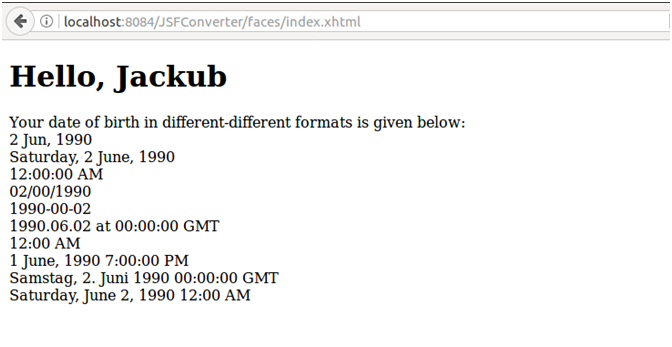 localhost:8084/JSFConverter/faces/index.xhtml
Hello, Jackub
Your date of birth in different-different formats is given below:
2 Jun, 1990
Saturday, 2 June, 1990
12:00:00 AM
02/00/1990
1990-00-02
1990.06.02 at 00:00:00 GMT
12:00 AM
1 June, 1990 7:00:00 PM
Samstag, 2. Juni 1990 00:00:00 GMT
Saturday, June 2, 1990 12:00 AM